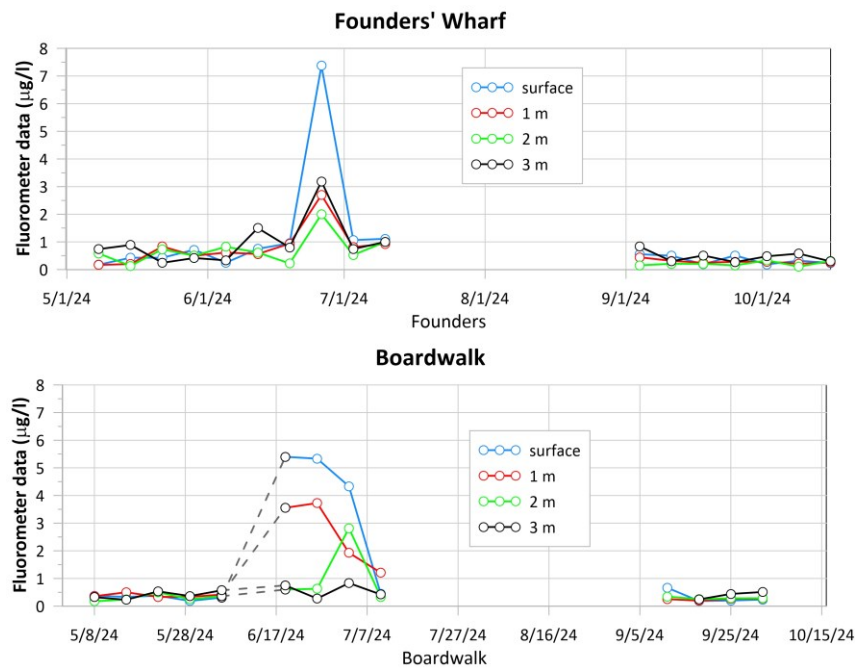 Founders' Wharf
Fluorometer data (µg/l)
8
7
6
5
4
3
2
1
0
surface
1 m
2 m
3 m
5/1/24 6/1/24 7/1/24 8/1/24 9/1/24 10/1/24
Founders
Boardwalk
Fluorometer data (µg/l)
8
7
6
5
4
3
2
1
0
surface
1 m
2 m
3 m
5/8/24 5/28/24 6/17/24 7/7/24 7/27/24 8/16/24 9/5/24 9/25/24 10/15/24
Boardwalk